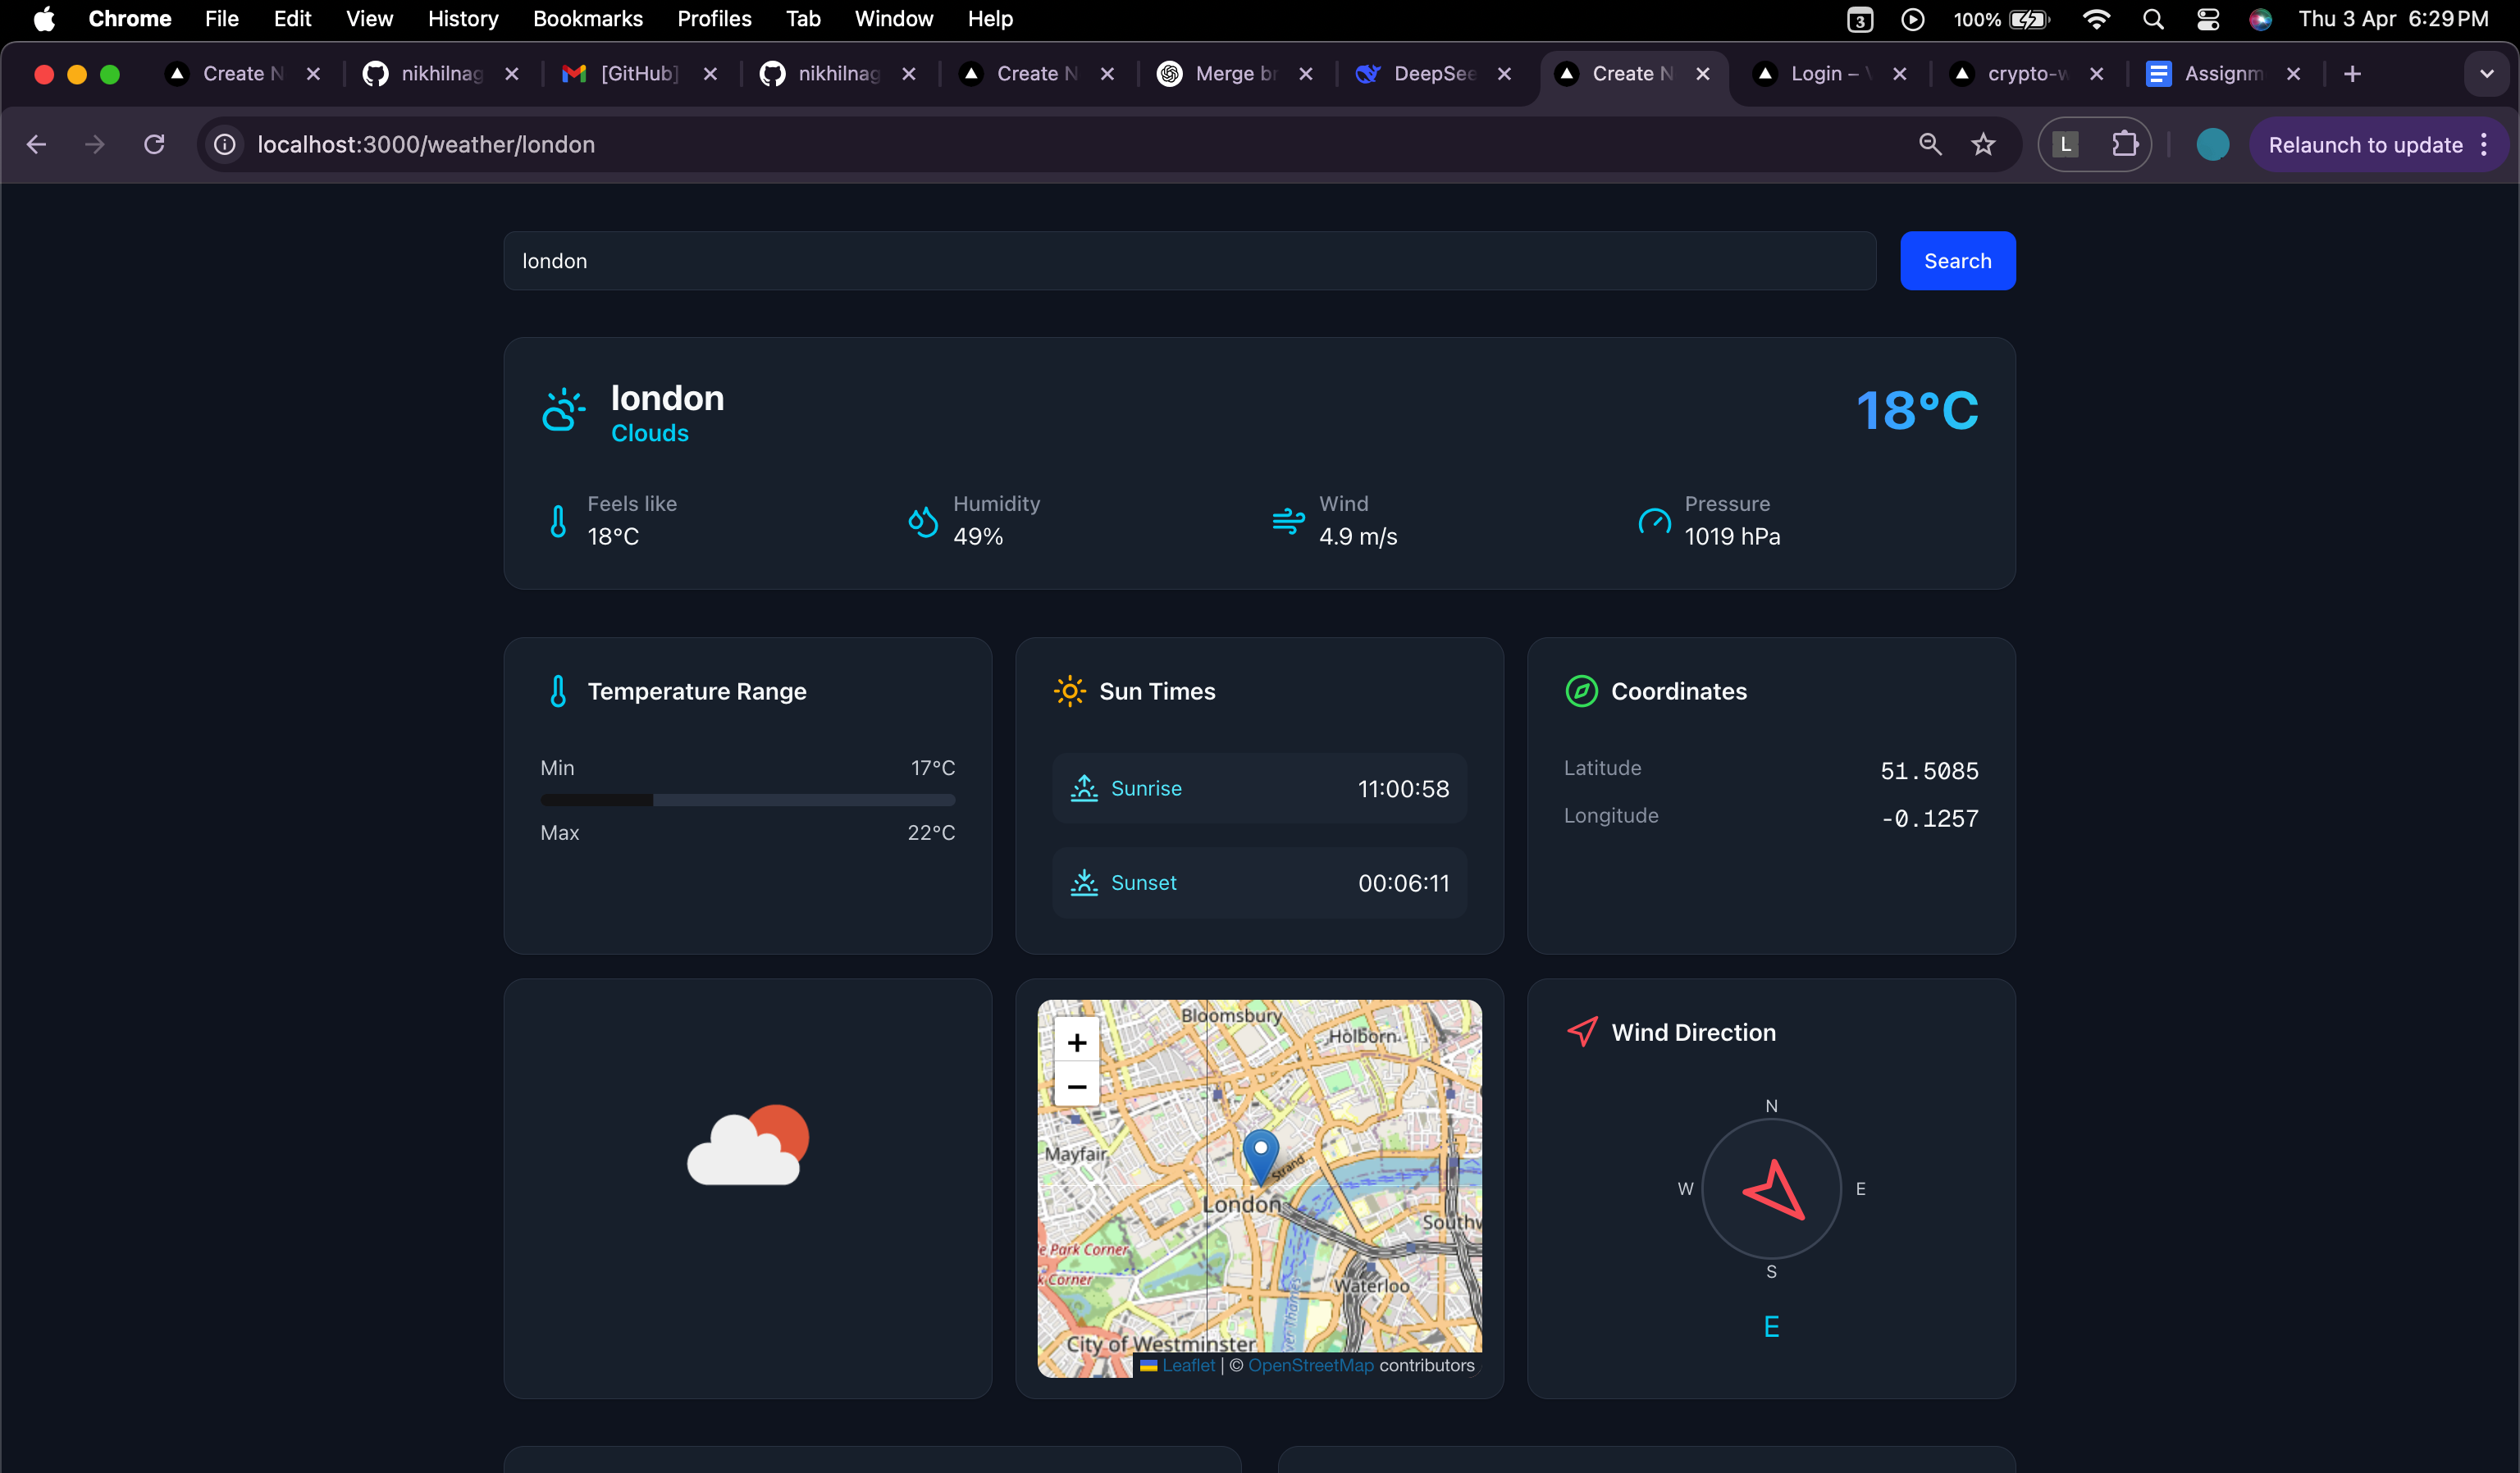 Chrome File Edit View History Bookmarks Profiles Tab Window Help 3 100% Thu 3 Apr 6:29 PM
Create N nikhilnag [GitHub] nikhilnag Create N Merge br DeepSee Create N Login – crypto-w Assignm
localhost:3000/weather/london L Relaunch to update
london Search
london 18°C
Clouds
Feels like Humidity Wind Pressure
18°C 49% 4.9 m/s 1019 hPa
Temperature Range
Min 17°C
Max 22°C
Sun Times
Sunrise 11:00:58
Sunset 00:06:11
Coordinates
Latitude 51.5085
Longitude -0.1257
+
−
Bloomsbury
Holborn
Mayfair
Strand
London
Southw
e Park Corner
k Corner
Waterloo
ver Thames
City of Westminster
Leaflet | © OpenStreetMap contributors
Wind Direction
N
W E
S
E